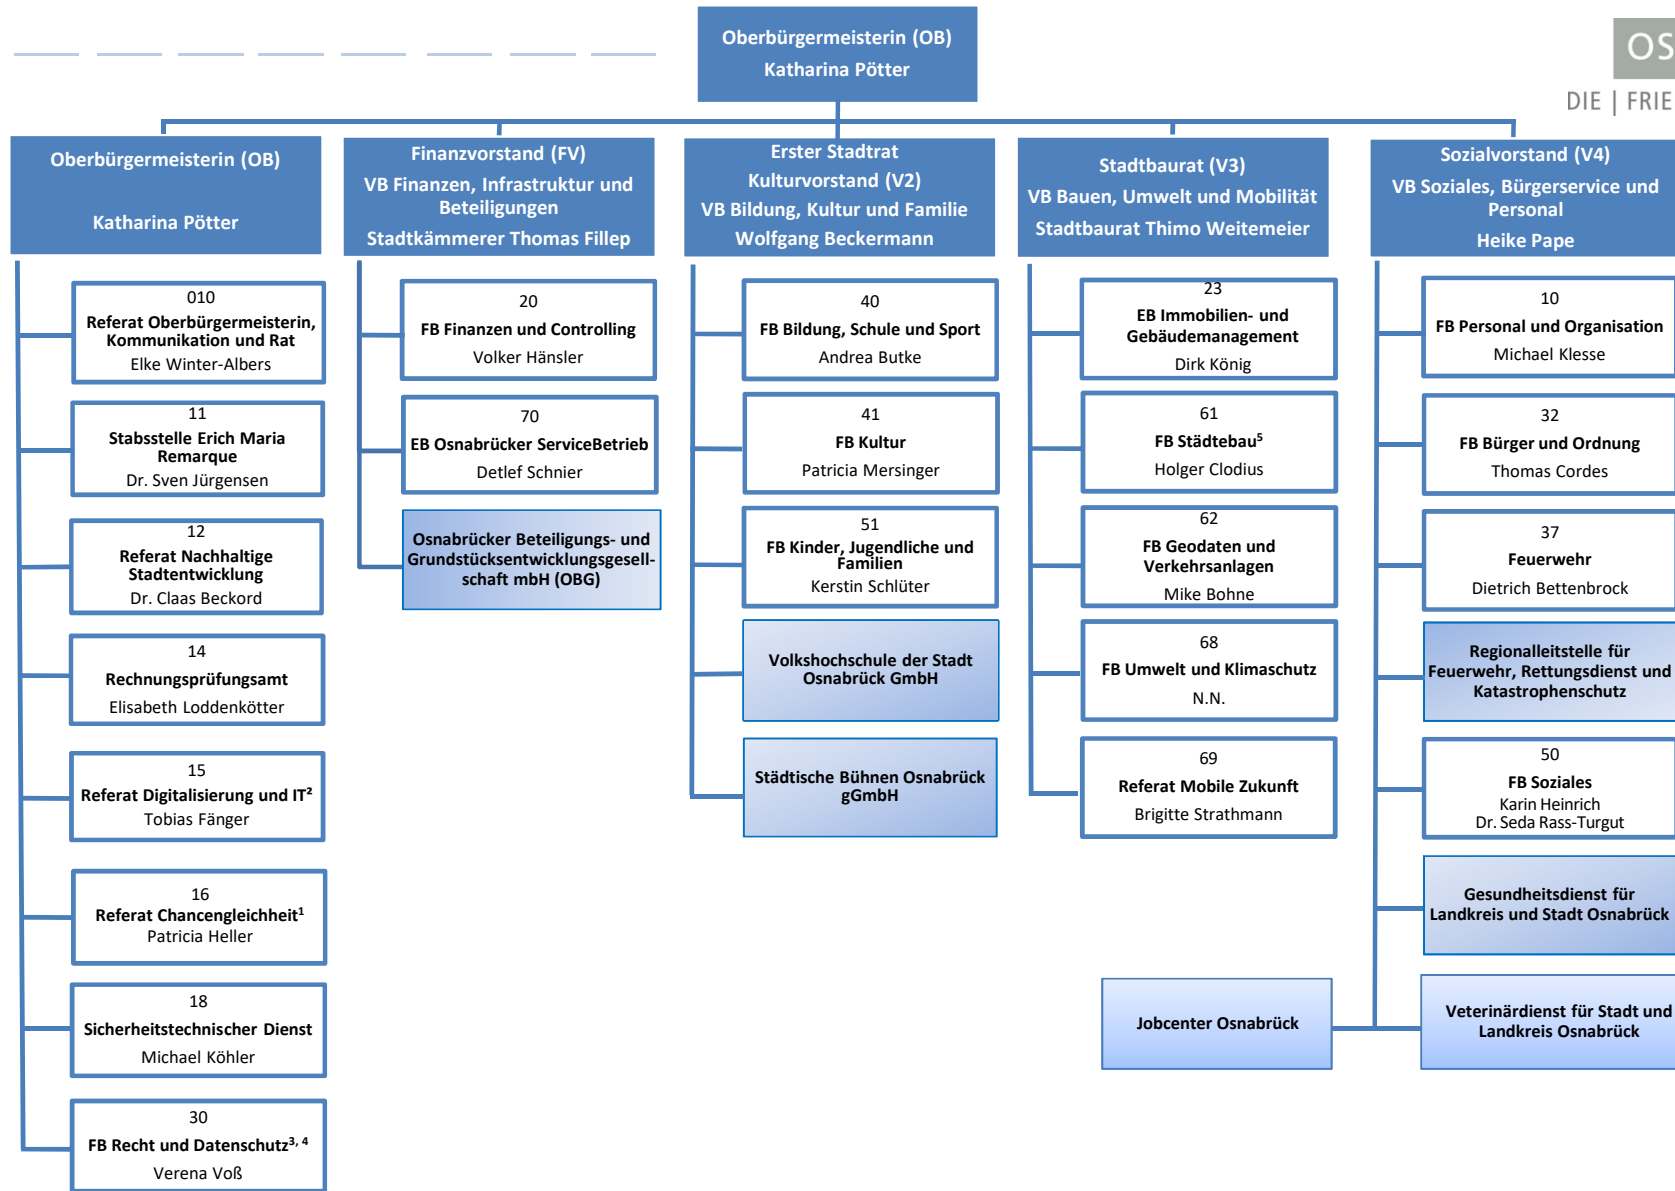 Oberbürgermeisterin (OB)
Katharina Pötter
OS
DIE | FRIE
Oberbürgermeisterin (OB)
Katharina Pötter
010
Referat Oberbürgermeisterin,
Kommunikation und Rat
Elke Winter-Albers
11
Stabsstelle Erich Maria
Remarque
Dr. Sven Jürgensen
12
Referat Nachhaltige
Stadtentwicklung
Dr. Claas Beckord
14
Rechnungsprüfungsamt
Elisabeth Loddenkötter
15
Referat Digitalisierung und IT²
Tobias Fänger
16
Referat Chancengleichheit¹
Patricia Heller
18
Sicherheitstechnischer Dienst
Michael Köhler
30
FB Recht und Datenschutz³, ⁴
Verena Voß
Finanzvorstand (FV)
VB Finanzen, Infrastruktur und
Beteiligungen
Stadtkämmerer Thomas Fillep
20
FB Finanzen und Controlling
Volker Hänsler
70
EB Osnabrücker ServiceBetrieb
Detlef Schnier
Osnabrücker Beteiligungs- und
Grundstücksentwicklungsgesell-
schaft mbH (OBG)
Erster Stadtrat
Kulturvorstand (V2)
VB Bildung, Kultur und Familie
Wolfgang Beckermann
40
FB Bildung, Schule und Sport
Andrea Butke
41
FB Kultur
Patricia Mersinger
51
FB Kinder, Jugendliche und
Familien
Kerstin Schlüter
Volkshochschule der Stadt
Osnabrück GmbH
Städtische Bühnen Osnabrück
gGmbH
Stadtbaurat (V3)
VB Bauen, Umwelt und Mobilität
Stadtbaurat Thimo Weitemeier
23
EB Immobilien- und
Gebäudemanagement
Dirk König
61
FB Städtebau⁵
Holger Clodius
62
FB Geodaten und
Verkehrsanlagen
Mike Bohne
68
FB Umwelt und Klimaschutz
N.N.
69
Referat Mobile Zukunft
Brigitte Strathmann
Sozialvorstand (V4)
VB Soziales, Bürgerservice und
Personal
Heike Pape
10
FB Personal und Organisation
Michael Klesse
32
FB Bürger und Ordnung
Thomas Cordes
37
Feuerwehr
Dietrich Bettenbrock
Regionalleitstelle für
Feuerwehr, Rettungsdienst und
Katastrophenschutz
50
FB Soziales
Karin Heinrich
Dr. Seda Rass-Turgut
Gesundheitsdienst für
Landkreis und Stadt Osnabrück
Jobcenter Osnabrück
Veterinärdienst für Stadt und
Landkreis Osnabrück